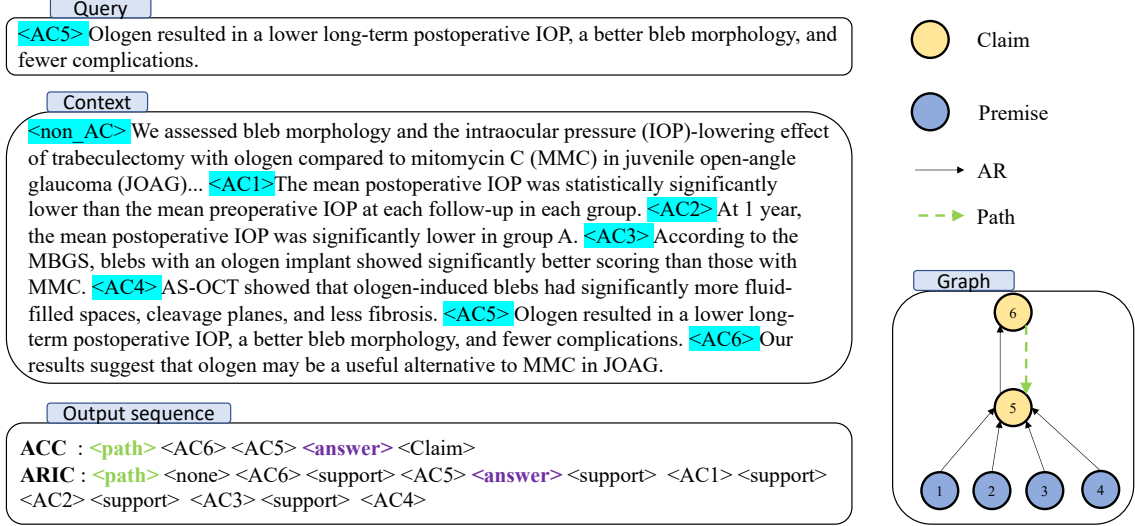 Query
<AC5> Ologen resulted in a lower long-term postoperative IOP, a better bleb morphology, and
fewer complications.
Context
<non_AC> We assessed bleb morphology and the intraocular pressure (IOP)-lowering effect
of trabeculectomy with ologen compared to mitomycin C (MMC) in juvenile open-angle
glaucoma (JOAG)... <AC1>The mean postoperative IOP was statistically significantly
lower than the mean preoperative IOP at each follow-up in each group. <AC2> At 1 year,
the mean postoperative IOP was significantly lower in group A. <AC3> According to the
MBGS, blebs with an ologen implant showed significantly better scoring than those with
MMC. <AC4> AS-OCT showed that ologen-induced blebs had significantly more fluid-
filled spaces, cleavage planes, and less fibrosis. <AC5> Ologen resulted in a lower long-
term postoperative IOP, a better bleb morphology, and fewer complications. <AC6> Our
results suggest that ologen may be a useful alternative to MMC in JOAG.
Output sequence
ACC : <path> <AC6> <AC5> <answer> <Claim>
ARIC : <path> <none> <AC6> <support> <AC5> <answer> <support> <AC1> <support>
<AC2> <support> <AC3> <support> <AC4>
Claim
Premise
AR
Path
Graph
6
5
1
2
3
4